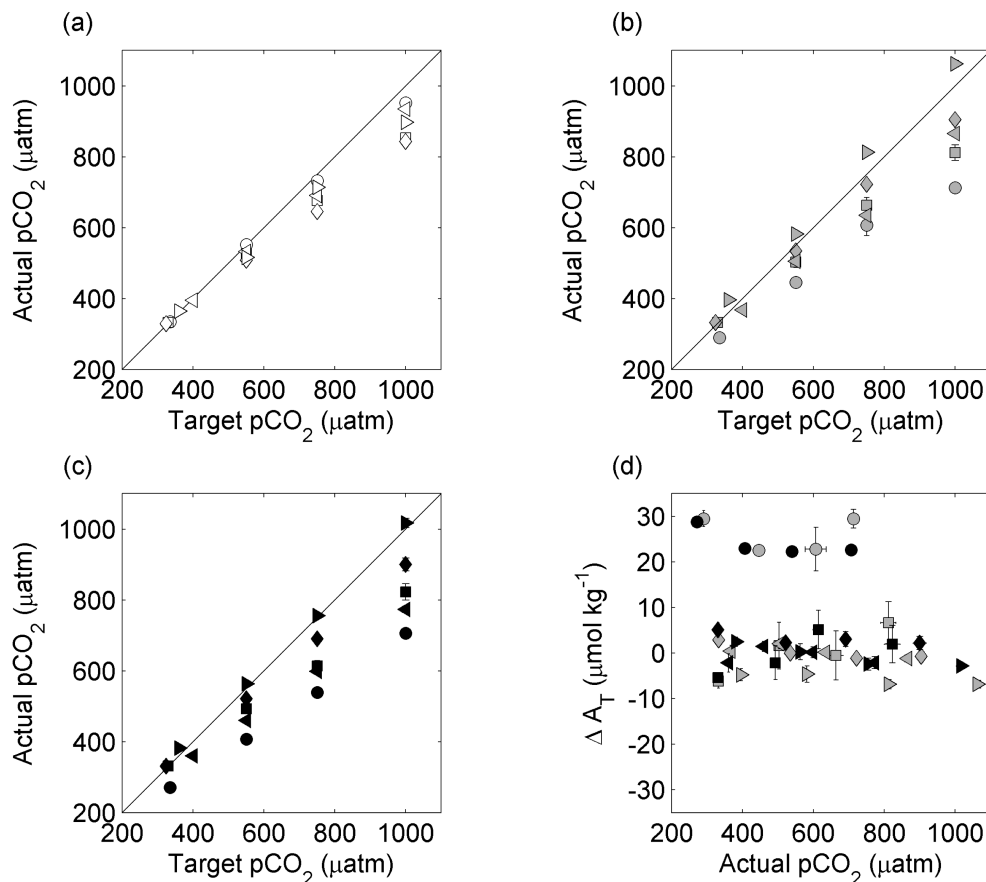 (a)
1000
800
600
400
200
200 400 600 800 1000
Actual pCO₂ (µatm)
Target pCO₂ (µatm)
(b)
1000
800
600
400
200
200 400 600 800 1000
Actual pCO₂ (µatm)
Target pCO₂ (µatm)
(c)
1000
800
600
400
200
200 400 600 800 1000
Actual pCO₂ (µatm)
Target pCO₂ (µatm)
(d)
30
20
10
0
-10
-20
-30
200 400 600 800 1000
Δ A_T (µmol kg⁻¹)
Actual pCO₂ (µatm)